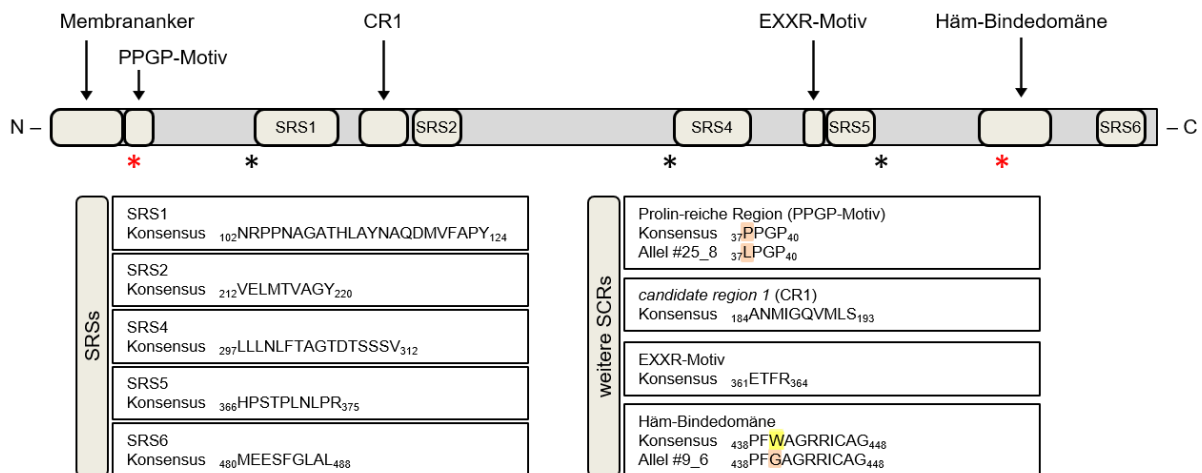 Membrananker
CR1
EXXR-Motiv
Häm-Bindedomäne
PPGP-Motiv
N –
SRS1
SRS2
SRS4
SRS5
SRS6
– C
* * * * *
SRSs
SRS1
Konsensus 102NRPPNAGATHLAYNAQDMVFAPY124
SRS2
Konsensus 212VELMTVAGY220
SRS4
Konsensus 297LLLNLFTAGTDTSSSV312
SRS5
Konsensus 366HPSTPLNLPR375
SRS6
Konsensus 480MEESFGLAL488
weitere SCRs
Prolin-reiche Region (PPGP-Motiv)
Konsensus 37PPGP40
Allel #25_8 37LPGP40
candidate region 1 (CR1)
Konsensus 184ANMIGQVMLS193
EXXR-Motiv
Konsensus 361ETFR364
Häm-Bindedomäne
Konsensus 438PFWAGRRICAG448
Allel #9_6 438PFGAGRRICAG448